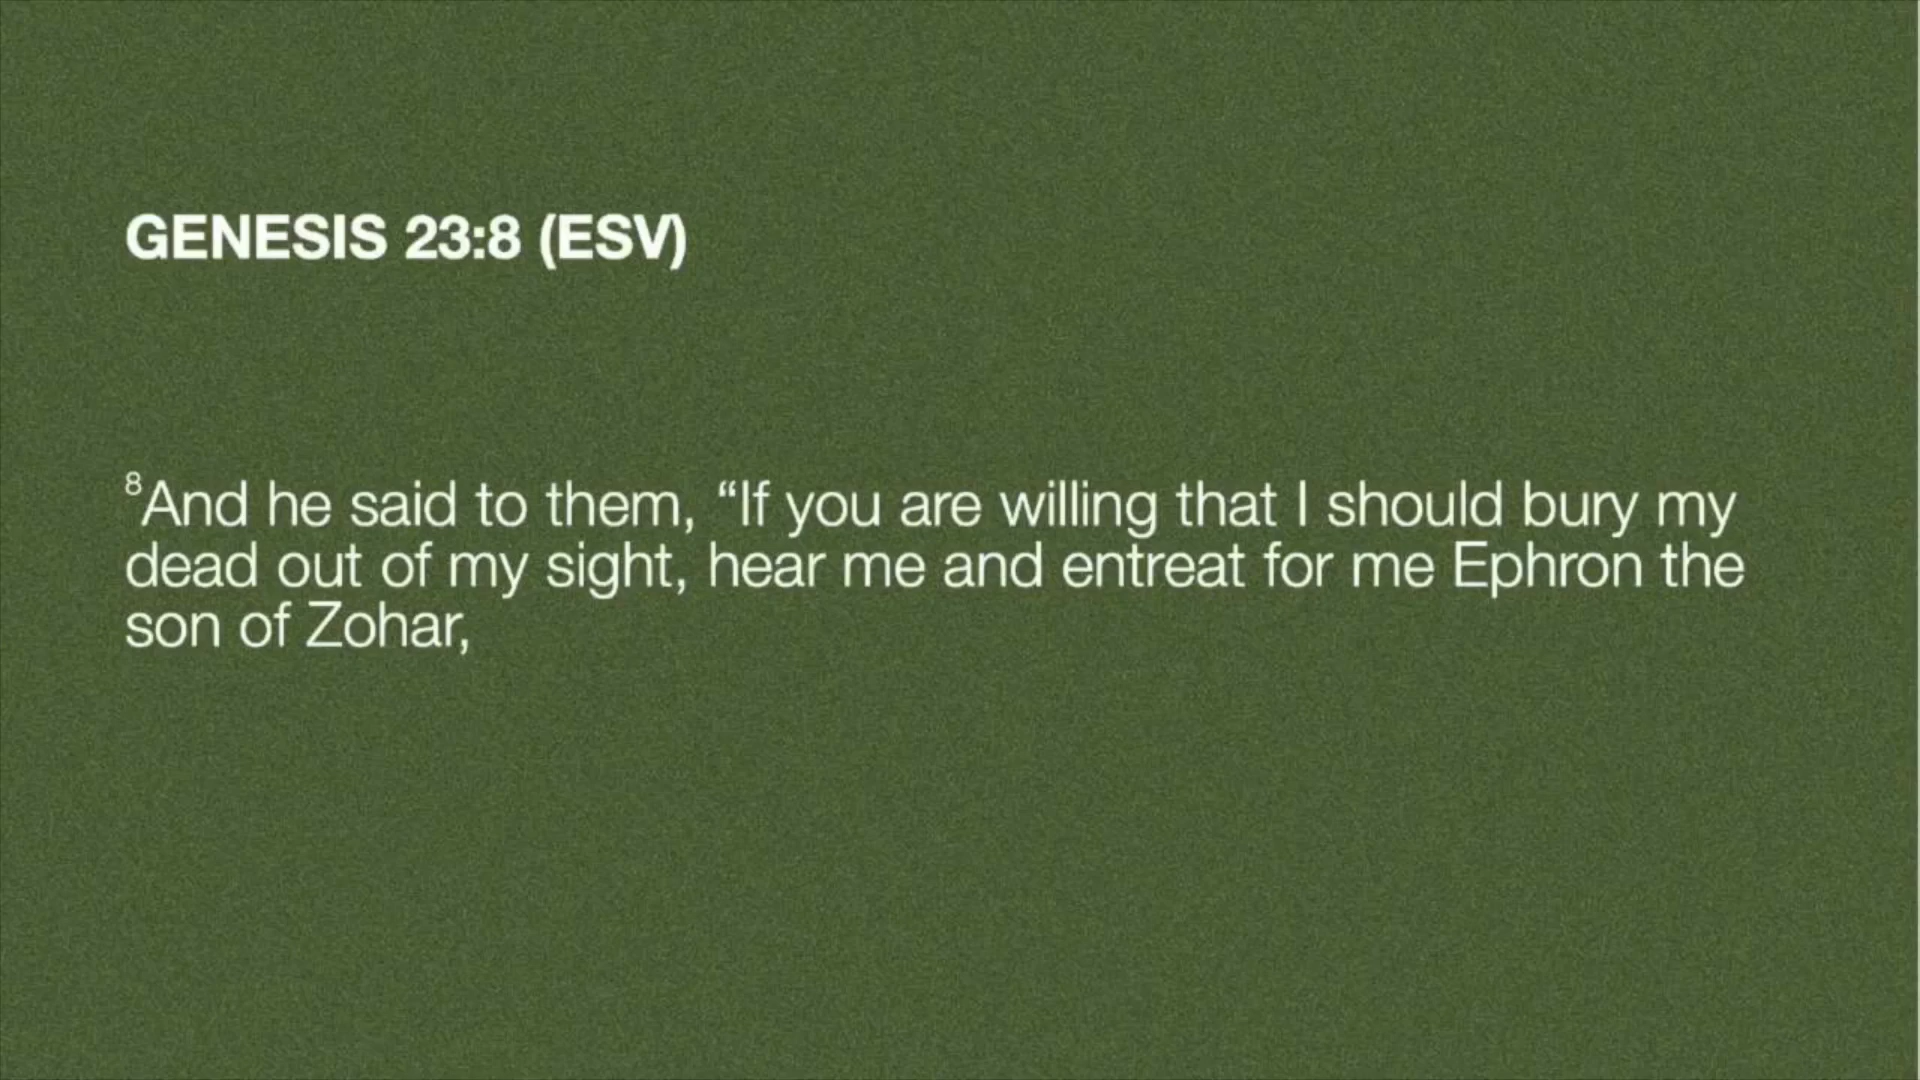 GENESIS 23:8 (ESV)
⁸And he said to them, “If you are willing that I should bury my
dead out of my sight, hear me and entreat for me Ephron the
son of Zohar,